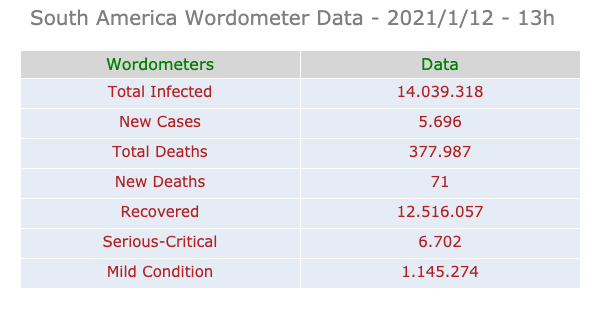 South America Wordometer Data - 2021/1/12 - 13h
Wordometers Data
Total Infected 14.039.318
New Cases 5.696
Total Deaths 377.987
New Deaths 71
Recovered 12.516.057
Serious-Critical 6.702
Mild Condition 1.145.274